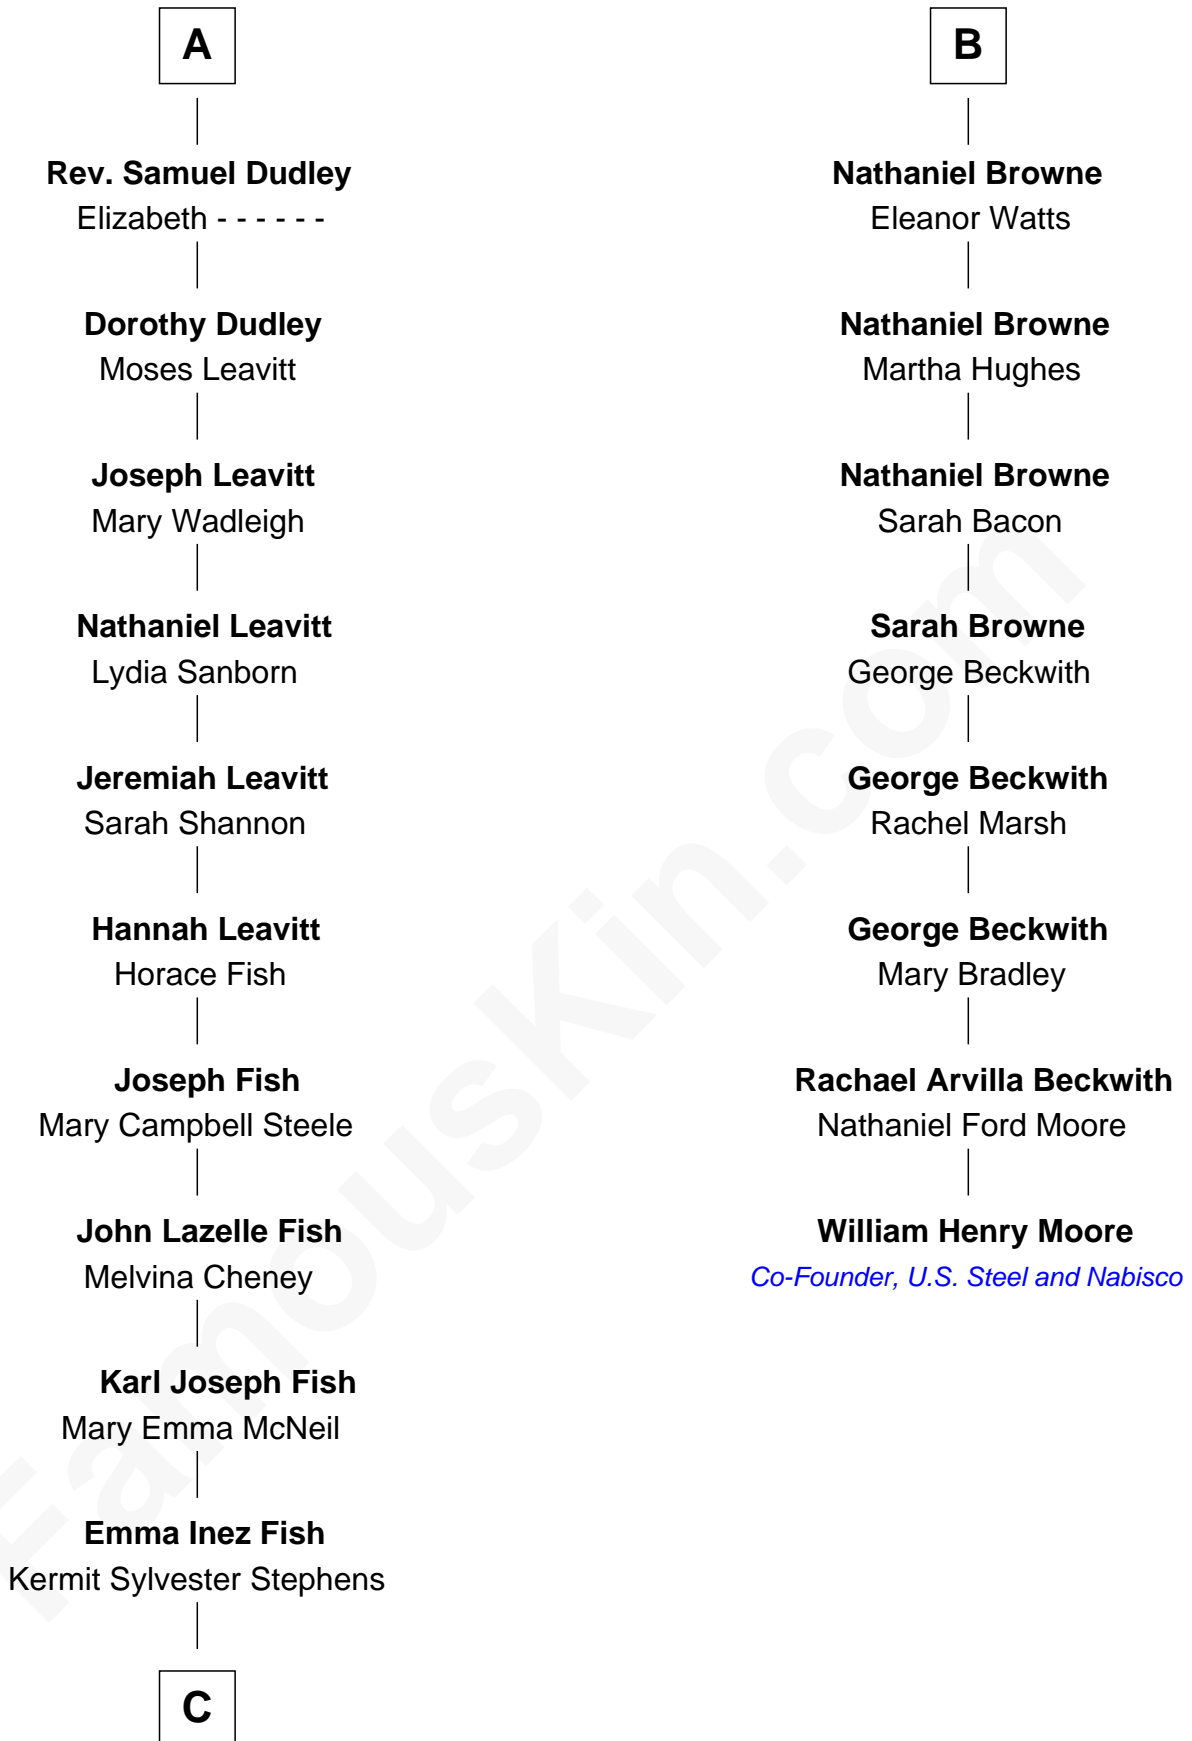 A
Rev. Samuel Dudley
Elizabeth - - - - - -
Dorothy Dudley
Moses Leavitt
Joseph Leavitt
Mary Wadleigh
Nathaniel Leavitt
Lydia Sanborn
Jeremiah Leavitt
Sarah Shannon
Hannah Leavitt
Horace Fish
Joseph Fish
Mary Campbell Steele
John Lazelle Fish
Melvina Cheney
Karl Joseph Fish
Mary Emma McNeil
Emma Inez Fish
Kermit Sylvester Stephens
C
B
Nathaniel Browne
Eleanor Watts
Nathaniel Browne
Martha Hughes
Nathaniel Browne
Sarah Bacon
Sarah Browne
George Beckwith
George Beckwith
Rachel Marsh
George Beckwith
Mary Bradley
Rachael Arvilla Beckwith
Nathaniel Ford Moore
William Henry Moore
Co-Founder, U.S. Steel and Nabisco
FamousKin.com